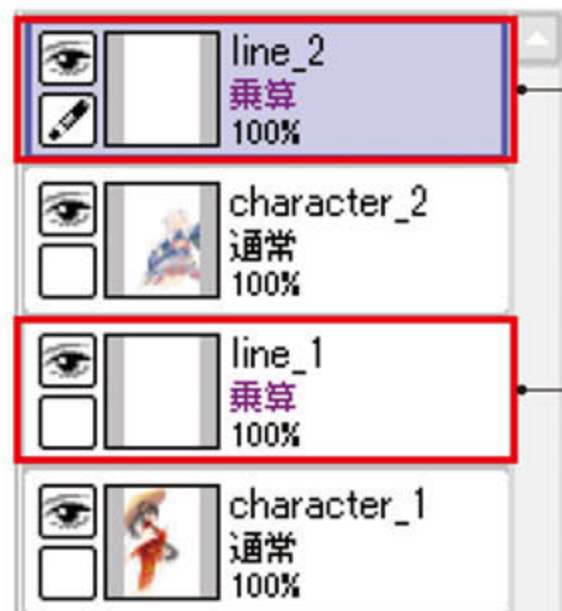 line_2
乗算
100%
character_2
通常
100%
line_1
乗算
100%
character_1
通常
100%